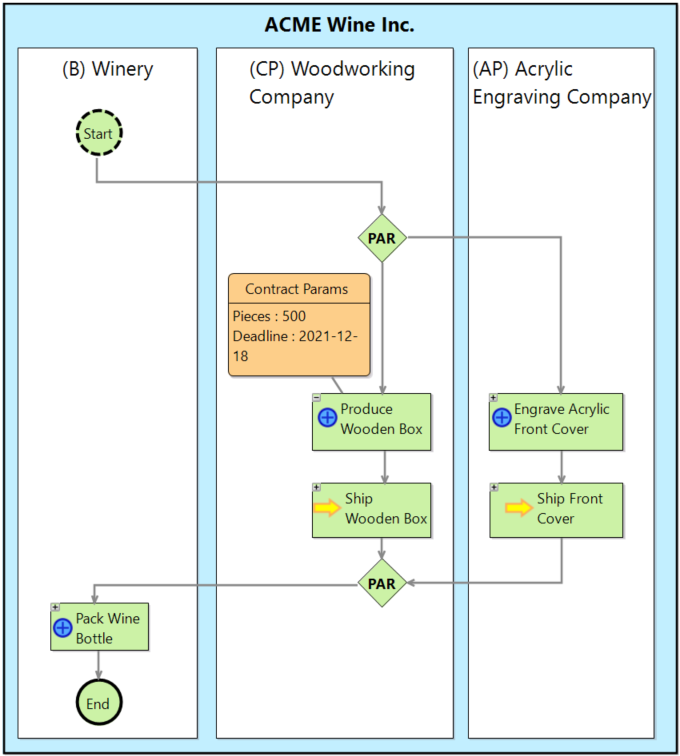 ACME Wine Inc.
(B) Winery
(CP) Woodworking
Company
(AP) Acrylic
Engraving Company
Start
PAR
Contract Params
Pieces : 500
Deadline : 2021-12-
18
Produce
Wooden Box
Engrave Acrylic
Front Cover
Ship
Wooden Box
Ship Front
Cover
PAR
Pack Wine
Bottle
End